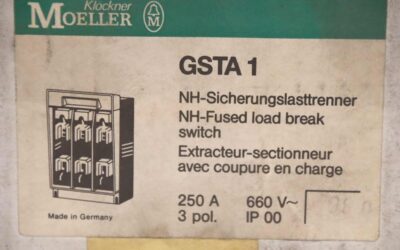 Klockner
MOELLER
M
GSTA 1
NH-Sicherungslasttrenner
NH-Fused load break
switch
Extracteur-sectionneur
avec coupure en charge
250 A 660 V~
3 pol. IP 00
Made in Germany